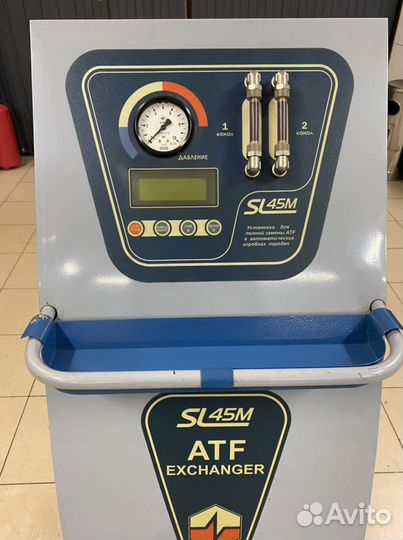 1
КАНАЛ
2
КАНАЛ
ДАВЛЕНИЕ
SL45M
Установка для
полной замены ATF
в автоматических
коробках передач
SL45M
ATF
EXCHANGER
Avito